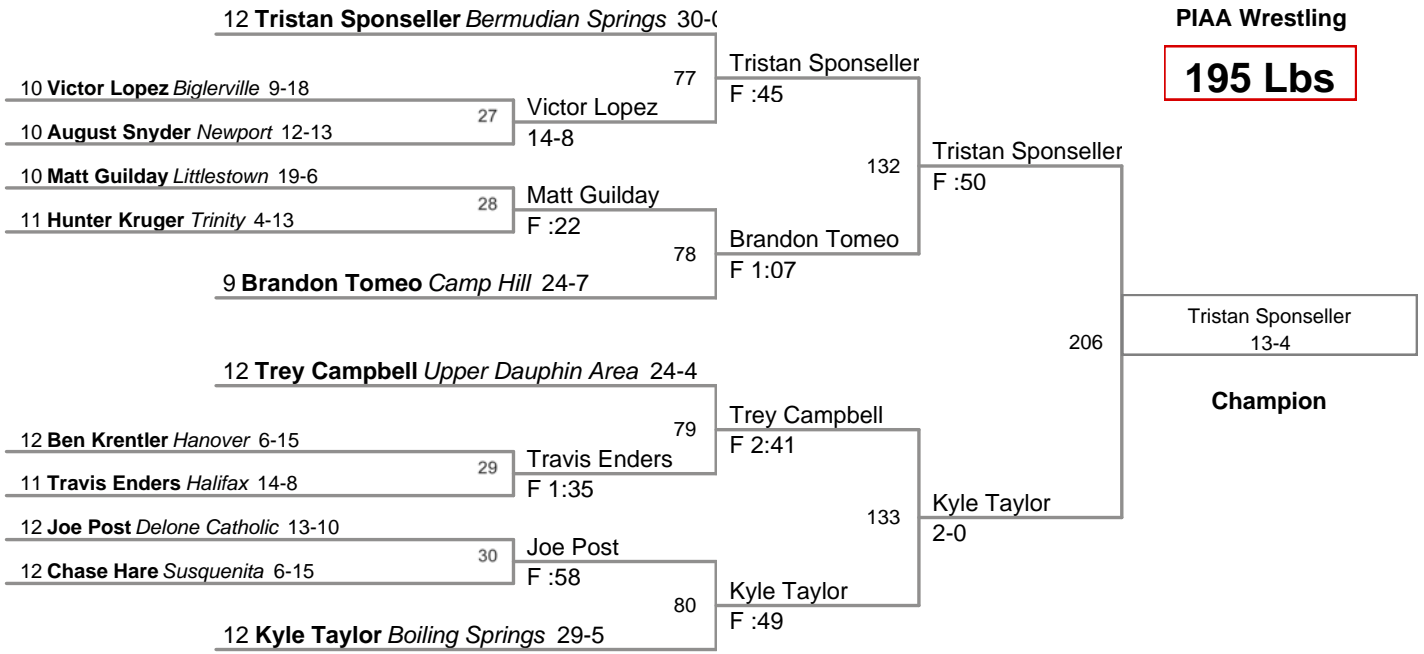 12 Tristan Sponseller Bermudian Springs 30-0
PIAA Wrestling
195 Lbs
77
Tristan Sponseller
F :45
10 Victor Lopez Biglerville 9-18
27
Victor Lopez
14-8
10 August Snyder Newport 12-13
132
Tristan Sponseller
F :50
10 Matt Guilday Littlestown 19-6
28
Matt Guilday
F :22
11 Hunter Kruger Trinity 4-13
78
Brandon Tomeo
F 1:07
9 Brandon Tomeo Camp Hill 24-7
206
Tristan Sponseller
13-4
Champion
12 Trey Campbell Upper Dauphin Area 24-4
79
Trey Campbell
F 2:41
12 Ben Krentler Hanover 6-15
29
Travis Enders
F 1:35
11 Travis Enders Halifax 14-8
133
Kyle Taylor
2-0
12 Joe Post Delone Catholic 13-10
30
Joe Post
F :58
12 Chase Hare Susquenita 6-15
80
Kyle Taylor
F :49
12 Kyle Taylor Boiling Springs 29-5